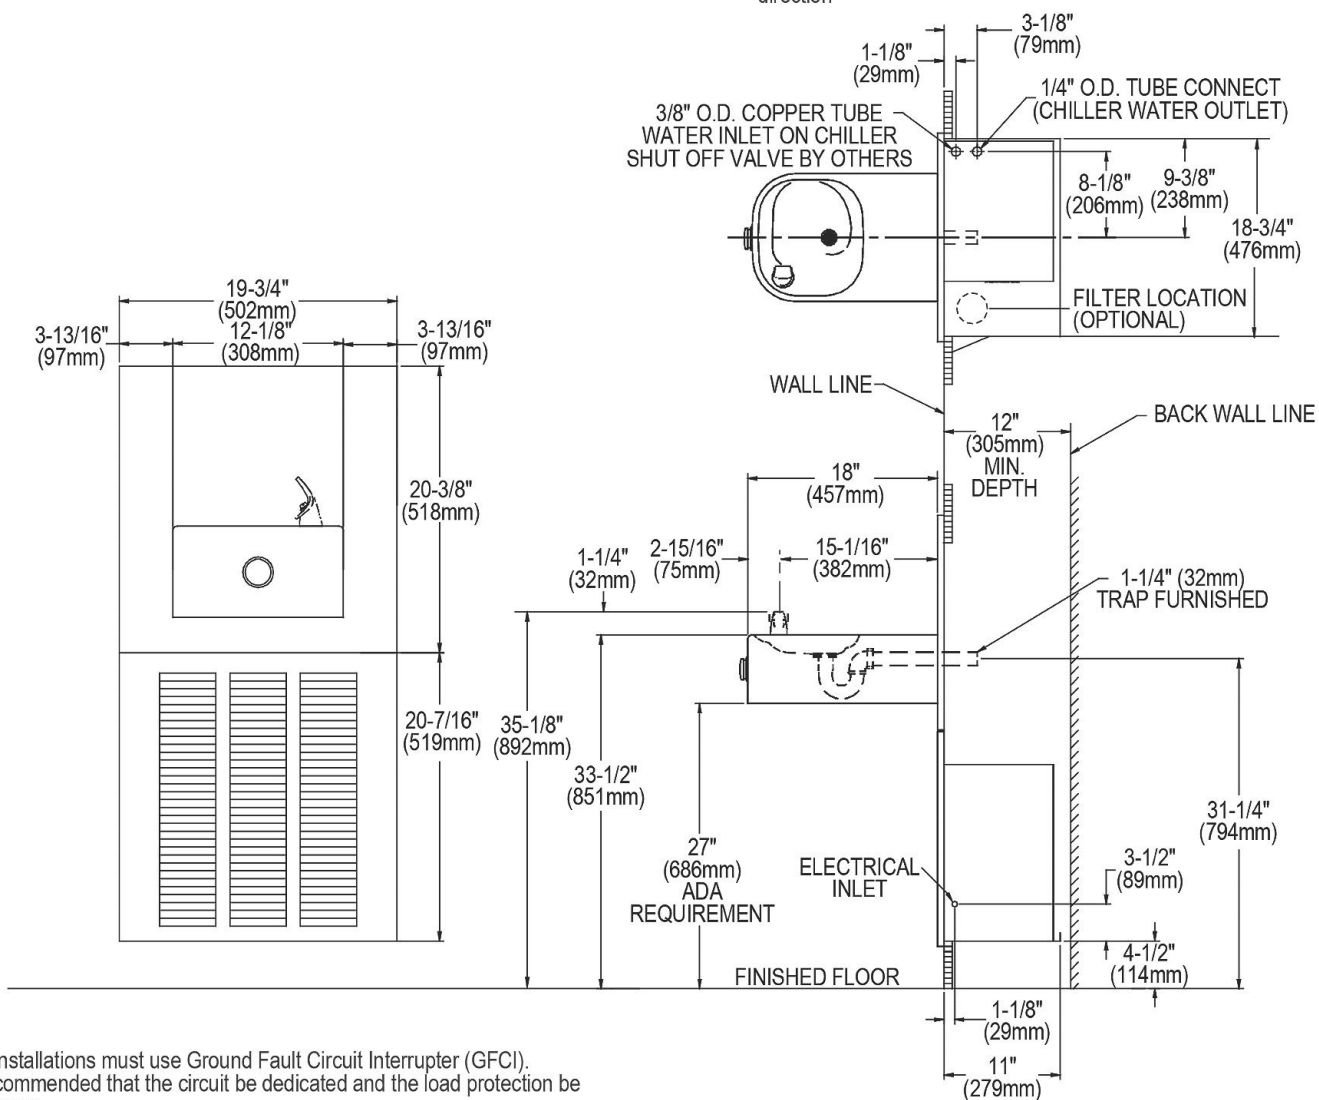 direction
3-1/8"
(79mm)
1-1/8"
(29mm)
1/4" O.D. TUBE CONNECT
(CHILLER WATER OUTLET)
3/8" O.D. COPPER TUBE
WATER INLET ON CHILLER
SHUT OFF VALVE BY OTHERS
8-1/8"
(206mm)
9-3/8"
(238mm)
18-3/4"
(476mm)
FILTER LOCATION
(OPTIONAL)
19-3/4"
(502mm)
3-13/16"
(97mm)
12-1/8"
(308mm)
3-13/16"
(97mm)
WALL LINE
BACK WALL LINE
12"
(305mm)
MIN.
DEPTH
18"
(457mm)
20-3/8"
(518mm)
1-1/4"
(32mm)
2-15/16"
(75mm)
15-1/16"
(382mm)
1-1/4" (32mm)
TRAP FURNISHED
20-7/16"
(519mm)
35-1/8"
(892mm)
33-1/2"
(851mm)
27"
(686mm)
ADA
REQUIREMENT
ELECTRICAL
INLET
31-1/4"
(794mm)
3-1/2"
(89mm)
4-1/2"
(114mm)
FINISHED FLOOR
1-1/8"
(29mm)
11"
(279mm)
nstallations must use Ground Fault Circuit Interrupter (GFCI).
commended that the circuit be dedicated and the load protection be